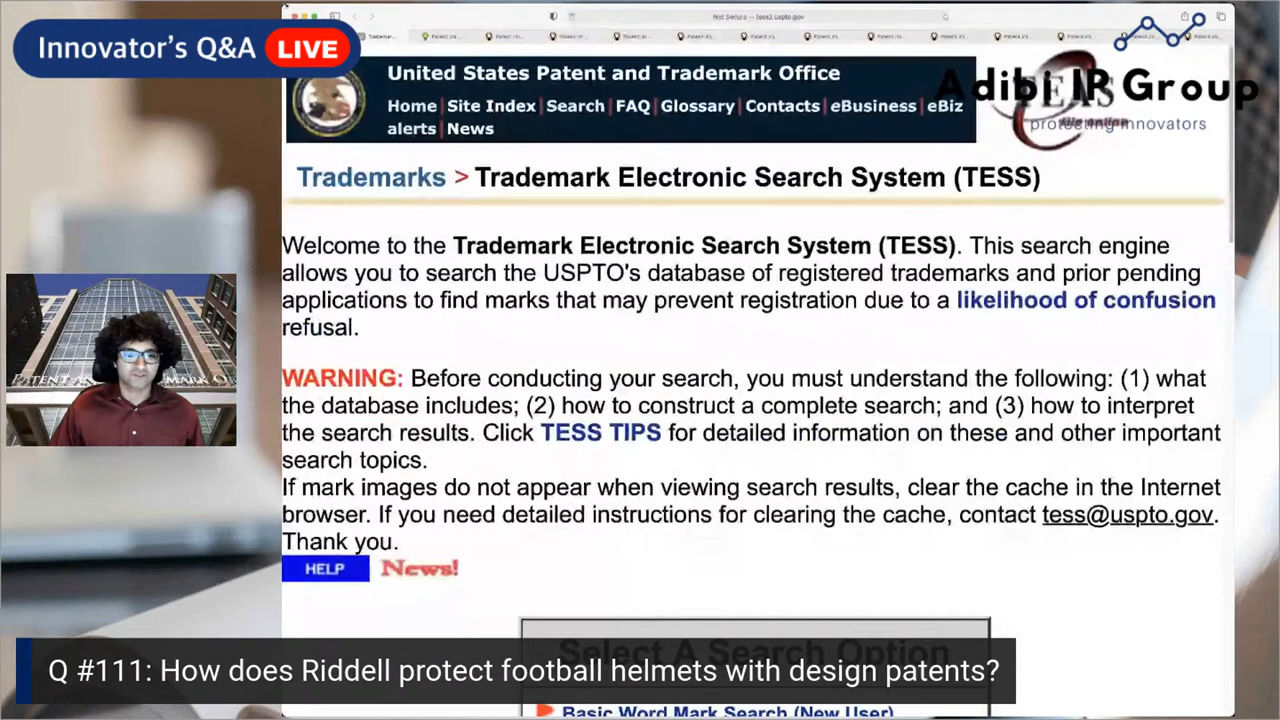 Innovator's Q&A LIVE
Not Secure — tess2.uspto.gov
United States Patent and Trademark Office
Home | Site Index | Search | FAQ | Glossary | Contacts | eBusiness | eBiz
alerts | News
Adibi IP Group
protecting innovators
Trademarks > Trademark Electronic Search System (TESS)
Welcome to the Trademark Electronic Search System (TESS). This search engine
allows you to search the USPTO's database of registered trademarks and prior pending
applications to find marks that may prevent registration due to a likelihood of confusion
refusal.
WARNING: Before conducting your search, you must understand the following: (1) what
the database includes; (2) how to construct a complete search; and (3) how to interpret
the search results. Click TESS TIPS for detailed information on these and other important
search topics.
If mark images do not appear when viewing search results, clear the cache in the Internet
browser. If you need detailed instructions for clearing the cache, contact tess@uspto.gov.
Thank you.
HELP News!
Select A Search Option
Q #111: How does Riddell protect football helmets with design patents?
Basic Word Mark Search (New User)